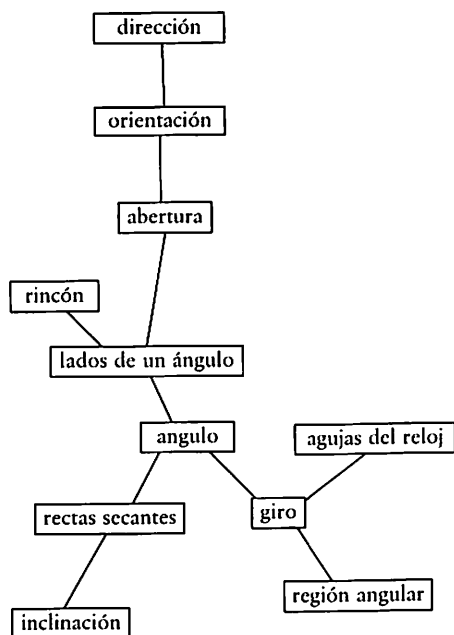 dirección
orientación
abertura
rincón
lados de un ángulo
angulo
agujas del reloj
rectas secantes
giro
región angular
inclinación